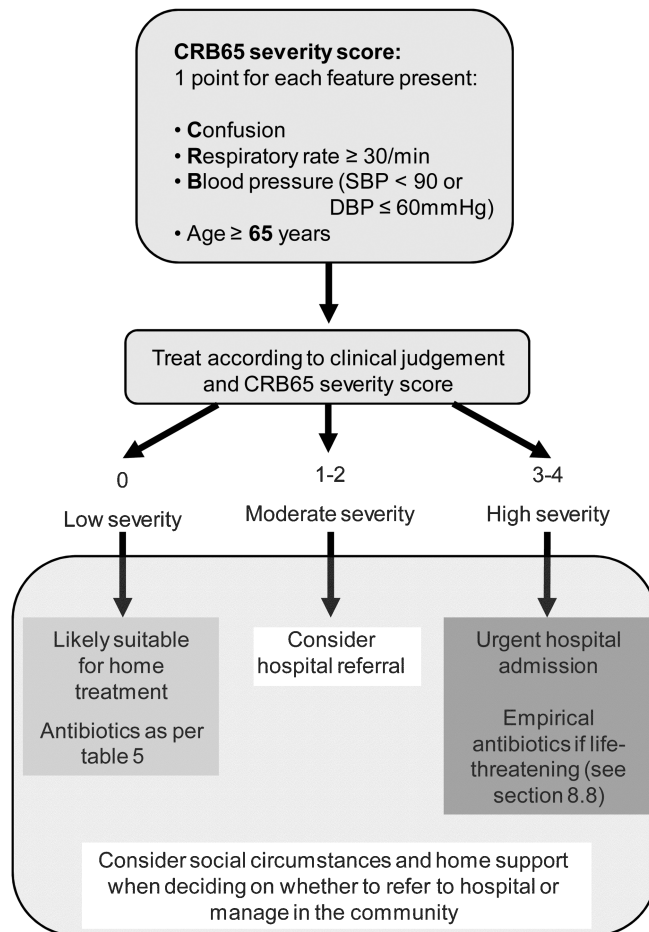 CRB65 severity score:
1 point for each feature present:
• Confusion
• Respiratory rate ≥ 30/min
• Blood pressure (SBP < 90 or
DBP ≤ 60mmHg)
• Age ≥ 65 years
Treat according to clinical judgement
and CRB65 severity score
0
1-2
3-4
Low severity
Moderate severity
High severity
Likely suitable
for home
treatment
Antibiotics as per
table 5
Consider
hospital referral
Urgent hospital
admission
Empirical
antibiotics if life-
threatening (see
section 8.8)
Consider social circumstances and home support
when deciding on whether to refer to hospital or
manage in the community